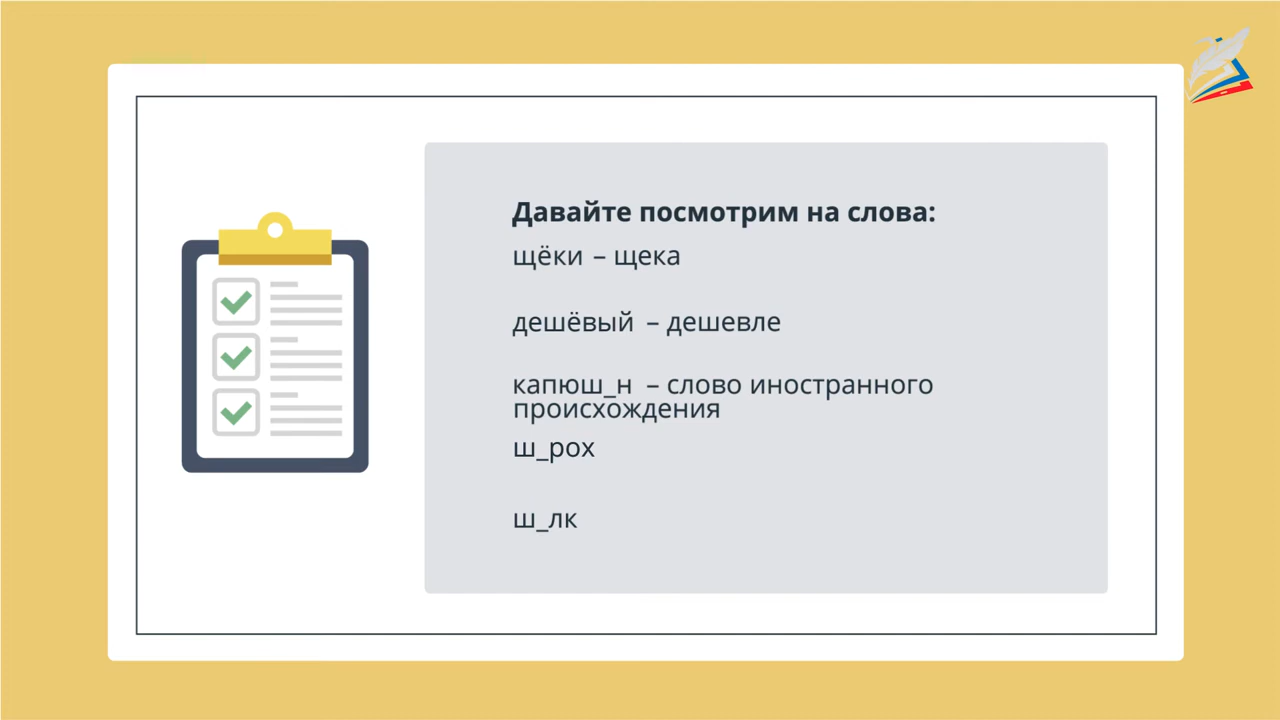 Давайте посмотрим на слова:
щёки – щека
дешёвый – дешевле
капюш_н – слово иностранного
происхождения
ш_рох
ш_лк